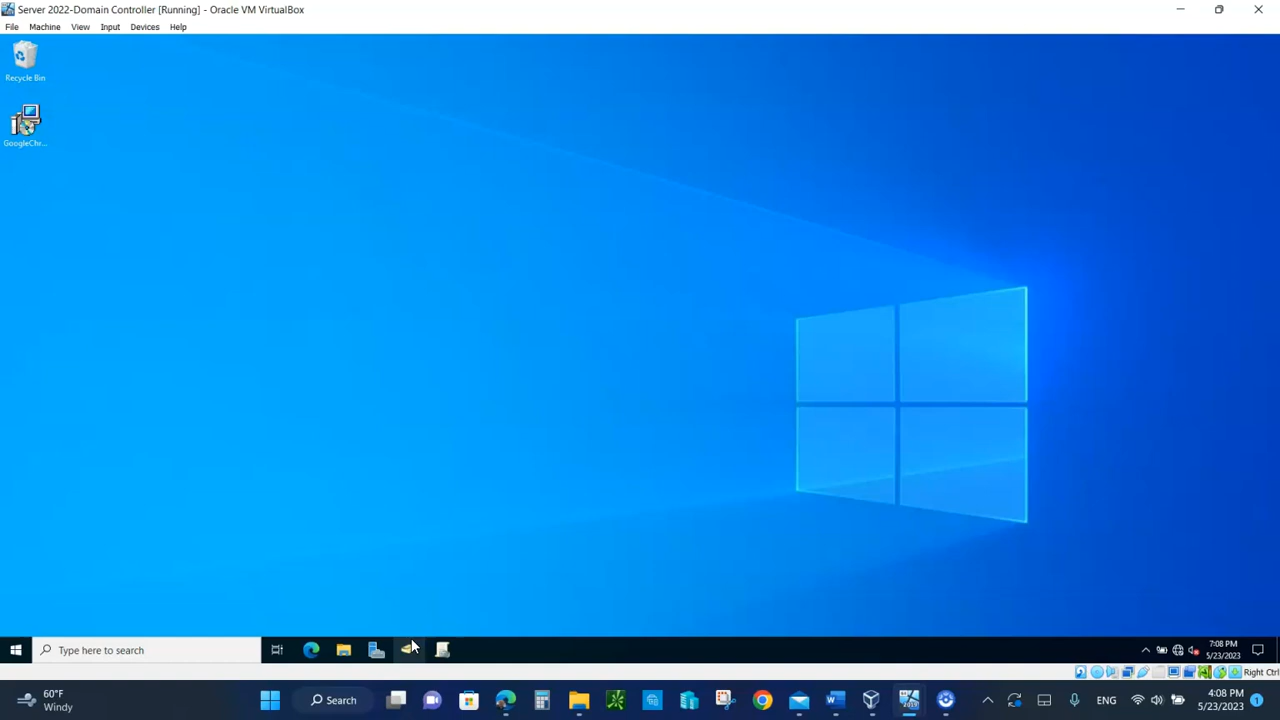 Server 2022-Domain Controller [Running] - Oracle VM VirtualBox
File Machine View Input Devices Help
Recycle Bin
GoogleChr...
Type here to search
7:08 PM
5/23/2023
Right Ctrl
60°F
Windy
Search
ENG
4:08 PM
5/23/2023
1